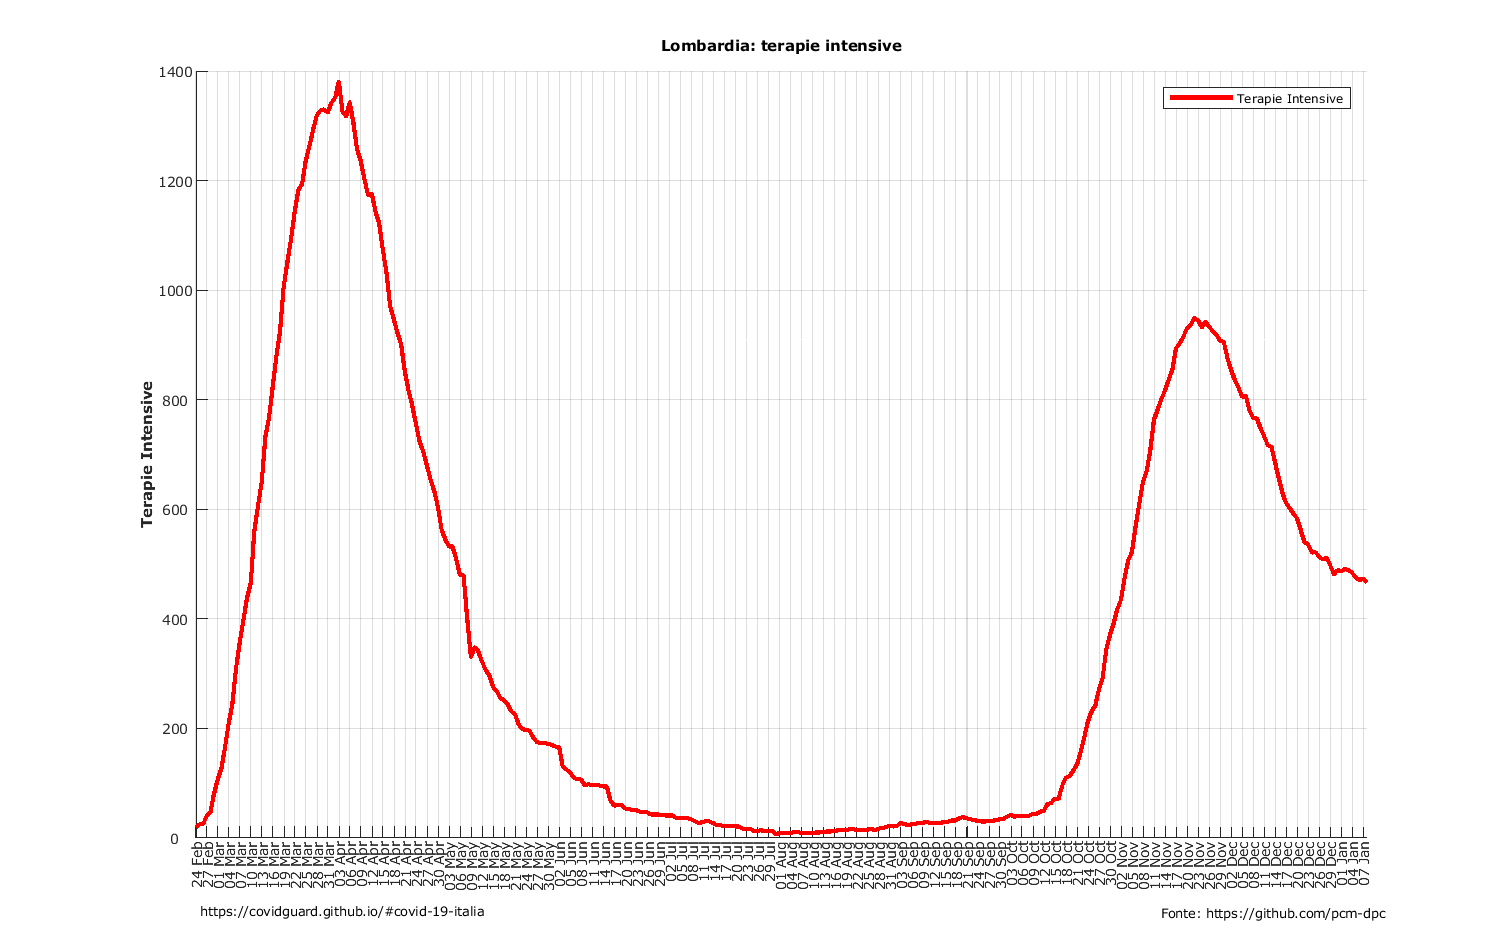 Lombardia: terapie intensive
Terapie Intensive
1400
1200
1000
800
600
400
200
0
Terapie Intensive
24 Feb
27 Feb
01 Mar
04 Mar
07 Mar
10 Mar
13 Mar
16 Mar
19 Mar
22 Mar
25 Mar
28 Mar
31 Mar
03 Apr
06 Apr
09 Apr
12 Apr
15 Apr
18 Apr
21 Apr
24 Apr
27 Apr
30 Apr
03 May
06 May
09 May
12 May
15 May
18 May
21 May
24 May
27 May
30 May
02 Jun
05 Jun
08 Jun
11 Jun
14 Jun
17 Jun
20 Jun
23 Jun
26 Jun
29 Jun
02 Jul
05 Jul
08 Jul
11 Jul
14 Jul
17 Jul
20 Jul
23 Jul
26 Jul
29 Jul
01 Aug
04 Aug
07 Aug
10 Aug
13 Aug
16 Aug
19 Aug
22 Aug
25 Aug
28 Aug
31 Aug
03 Sep
06 Sep
09 Sep
12 Sep
15 Sep
18 Sep
21 Sep
24 Sep
27 Sep
30 Sep
03 Oct
06 Oct
09 Oct
12 Oct
15 Oct
18 Oct
21 Oct
24 Oct
27 Oct
30 Oct
02 Nov
05 Nov
08 Nov
11 Nov
14 Nov
17 Nov
20 Nov
23 Nov
26 Nov
29 Nov
02 Dec
05 Dec
08 Dec
11 Dec
14 Dec
17 Dec
20 Dec
23 Dec
26 Dec
29 Dec
01 Jan
04 Jan
07 Jan
https://covidguard.github.io/#covid-19-italia
Fonte: https://github.com/pcm-dpc